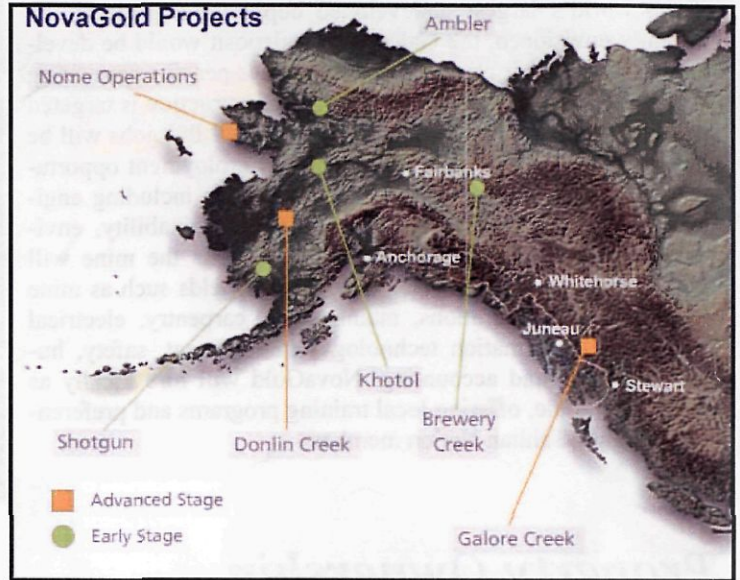 NovaGold Projects
Ambler
Nome Operations
Fairbanks
Anchorage
Whitehorse
Juneau
Khotol
Stewart
Brewery
Creek
Shotgun
Donlin Creek
Advanced Stage
Early Stage
Galore Creek